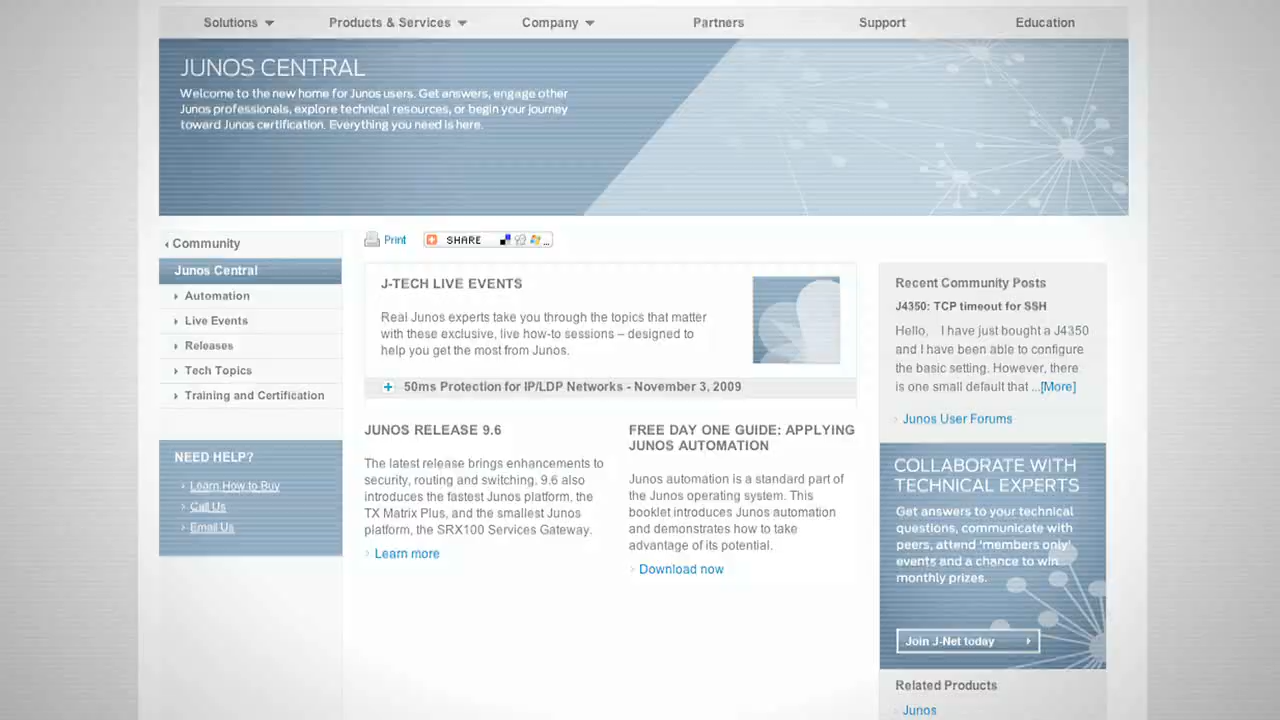 Solutions
Products & Services
Company
Partners
Support
Education
JUNOS CENTRAL
Welcome to the new home for Junos users. Get answers, engage other
Junos professionals, explore technical resources, or begin your journey
toward Junos certification. Everything you need is here.
Community
Junos Central
Automation
Live Events
Releases
Tech Topics
Training and Certification
NEED HELP?
Learn How to Buy
Call Us
Email Us
Print
SHARE
J-TECH LIVE EVENTS
Real Junos experts take you through the topics that matter
with these exclusive, live how-to sessions – designed to
help you get the most from Junos.
50ms Protection for IP/LDP Networks - November 3, 2009
JUNOS RELEASE 9.6
The latest release brings enhancements to
security, routing and switching. 9.6 also
introduces the fastest Junos platform, the
TX Matrix Plus, and the smallest Junos
platform, the SRX100 Services Gateway.
Learn more
FREE DAY ONE GUIDE: APPLYING
JUNOS AUTOMATION
Junos automation is a standard part of
the Junos operating system. This
booklet introduces Junos automation
and demonstrates how to take
advantage of its potential.
Download now
Recent Community Posts
J4350: TCP timeout for SSH
Hello, I have just bought a J4350
and I have been able to configure
the basic setting. However, there
is one small default that ...[More]
Junos User Forums
COLLABORATE WITH
TECHNICAL EXPERTS
Get answers to your technical
questions, communicate with
peers, attend 'members only'
events and a chance to win
monthly prizes.
Join J-Net today
Related Products
Junos